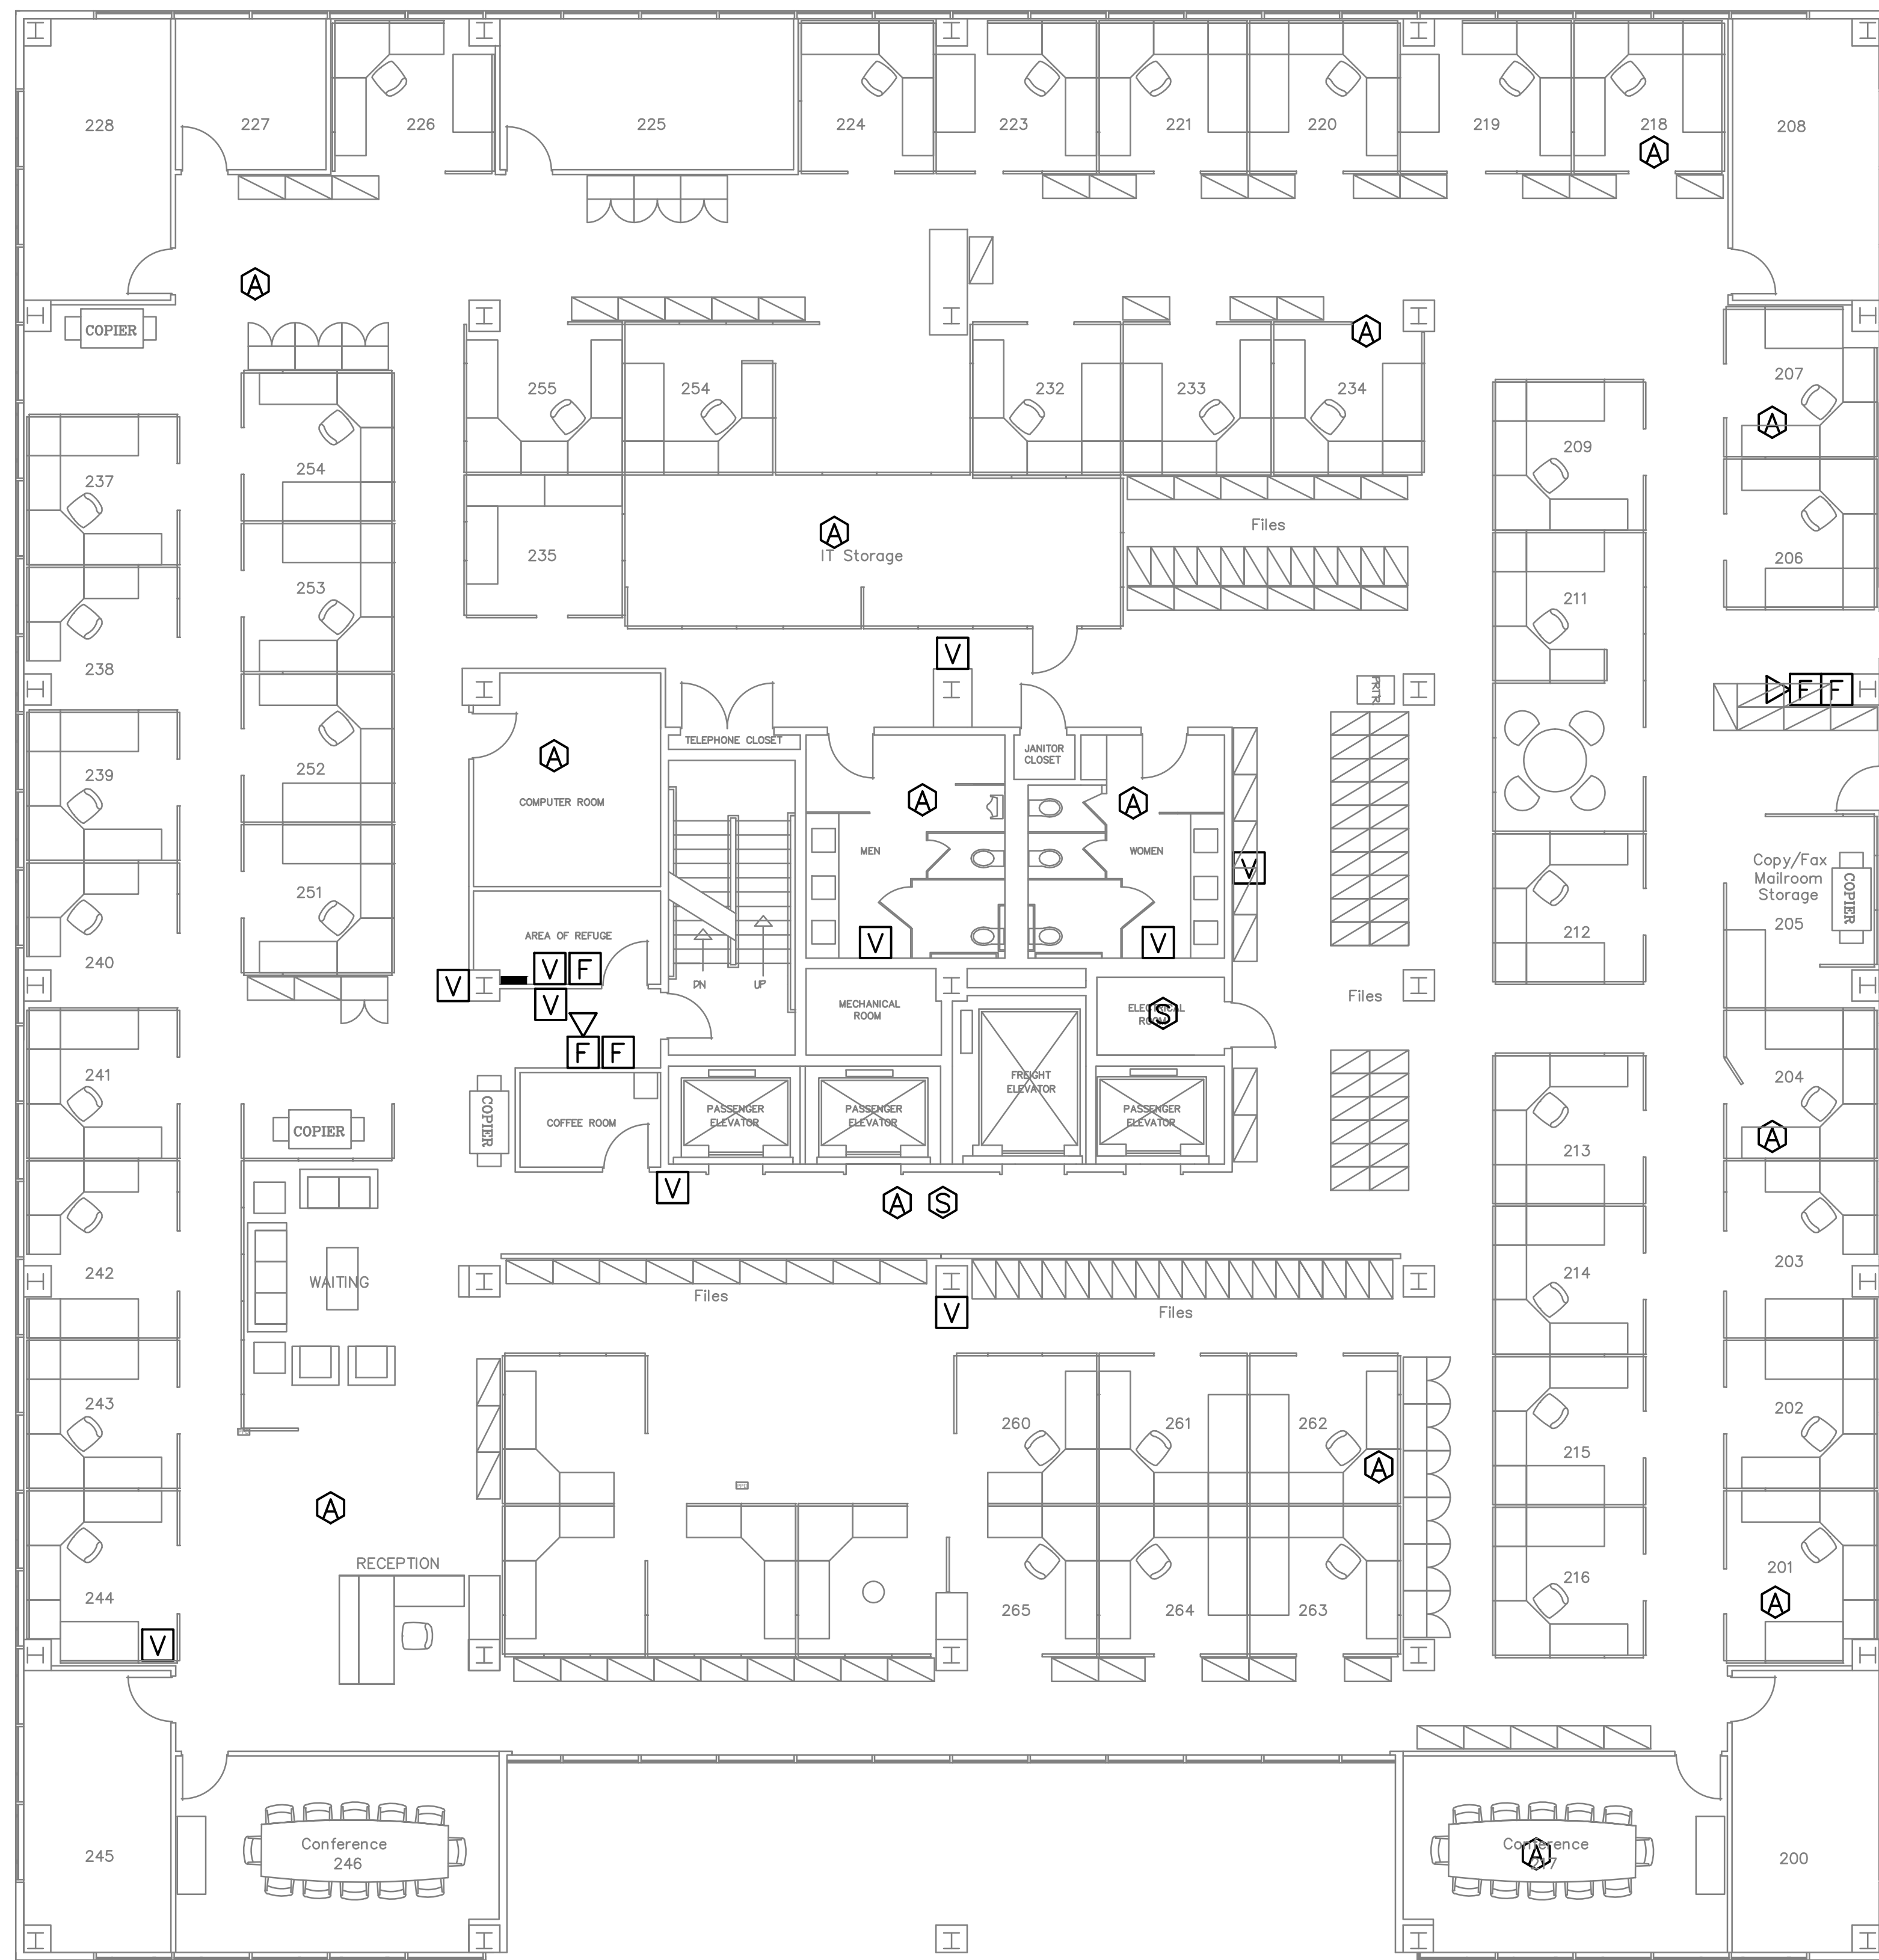 228
227
226
225
224
223
221
220
219
218
208
A
A
COPIER
A
255
254
232
233
234
207
A
209
254
237
A
IT Storage
Files
235
206
253
211
238
V
PRTR
V
F F
TELEPHONE CLOSET
JANITOR
CLOSET
A
COMPUTER ROOM
A
A
252
239
MEN
WOMEN
V
Copy/Fax
Mailroom
Storage
205
COPIER
251
212
240
AREA OF REFUGE
V
V
V
V F
V
DN
UP
MECHANICAL
ROOM
ELECTRICAL
ROOM
S
Files
F F
241
COPIER
COPIER
COFFEE ROOM
PASSENGER
ELEVATOR
PASSENGER
ELEVATOR
FREIGHT
ELEVATOR
PASSENGER
ELEVATOR
204
A
213
V
A
S
242
WAITING
Files
Files
V
214
203
243
260
261
262
A
215
202
A
RECEPTION
244
265
264
263
216
201
A
V
245
Conference
246
Conference
217
A
200